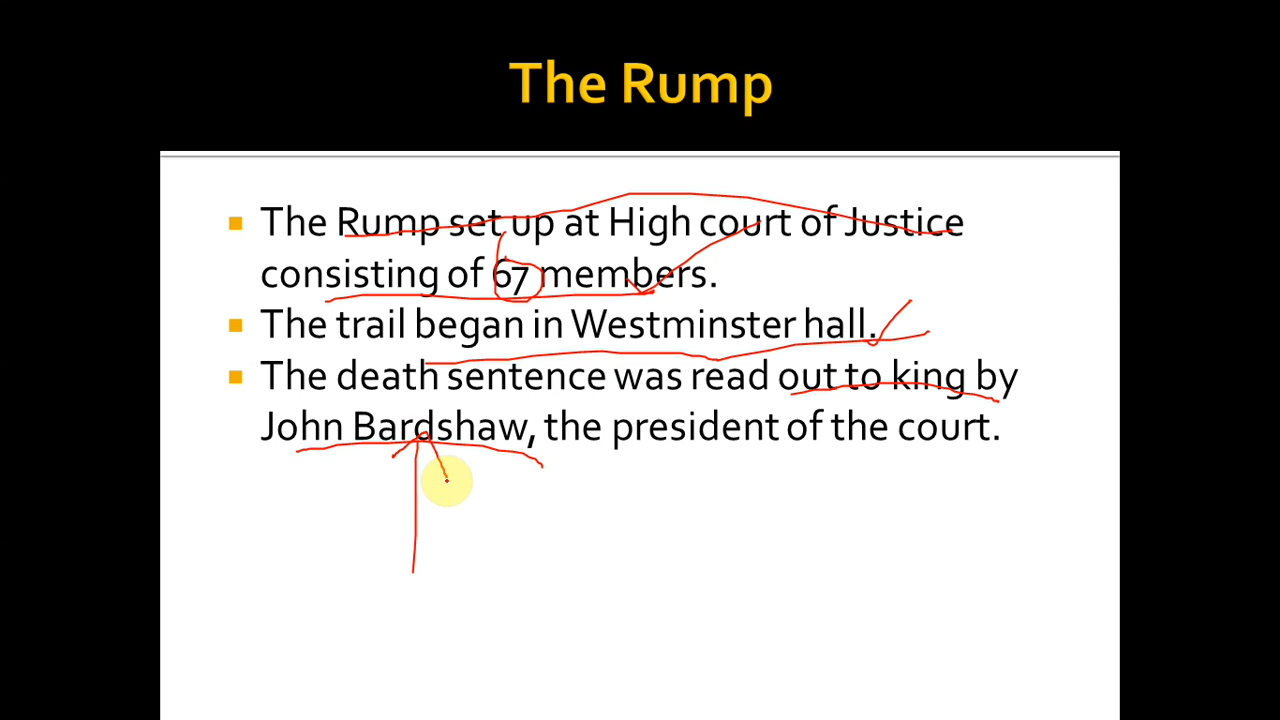 The Rump
The Rump set up at High court of Justice
consisting of 67 members.
The trail began in Westminster hall.
The death sentence was read out to king by
John Bardshaw, the president of the court.